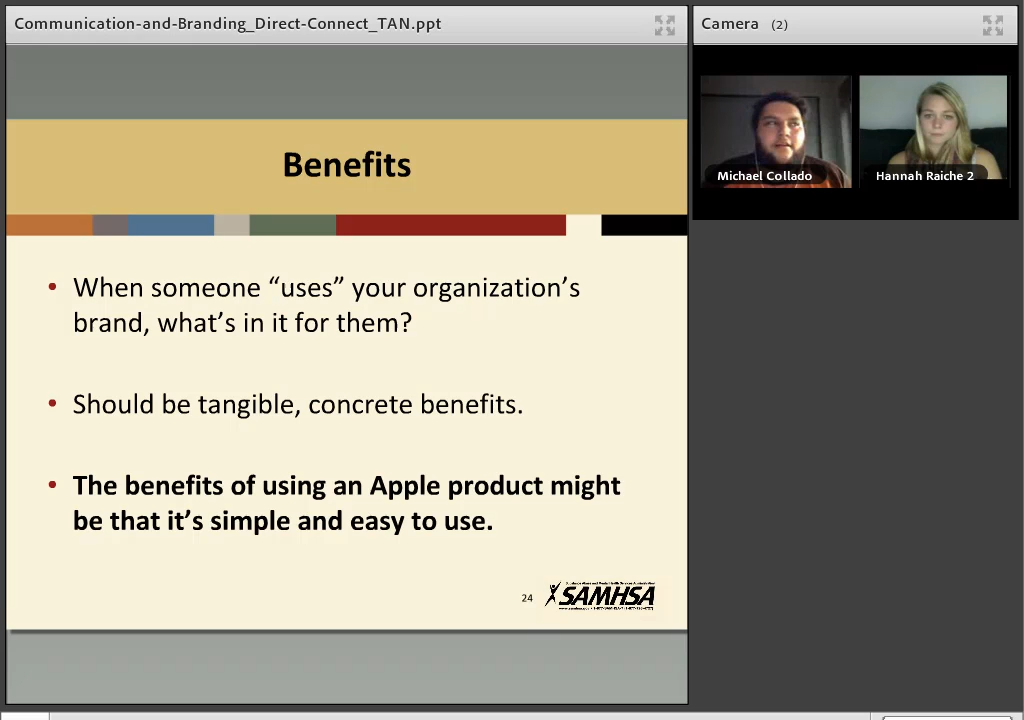 Communication-and-Branding_Direct-Connect_TAN.ppt
Camera (2)
Benefits
Michael Collado
Hannah Raiche 2
• When someone “uses” your organization’s
brand, what’s in it for them?
• Should be tangible, concrete benefits.
• The benefits of using an Apple product might
be that it’s simple and easy to use.
24
SAMHSA